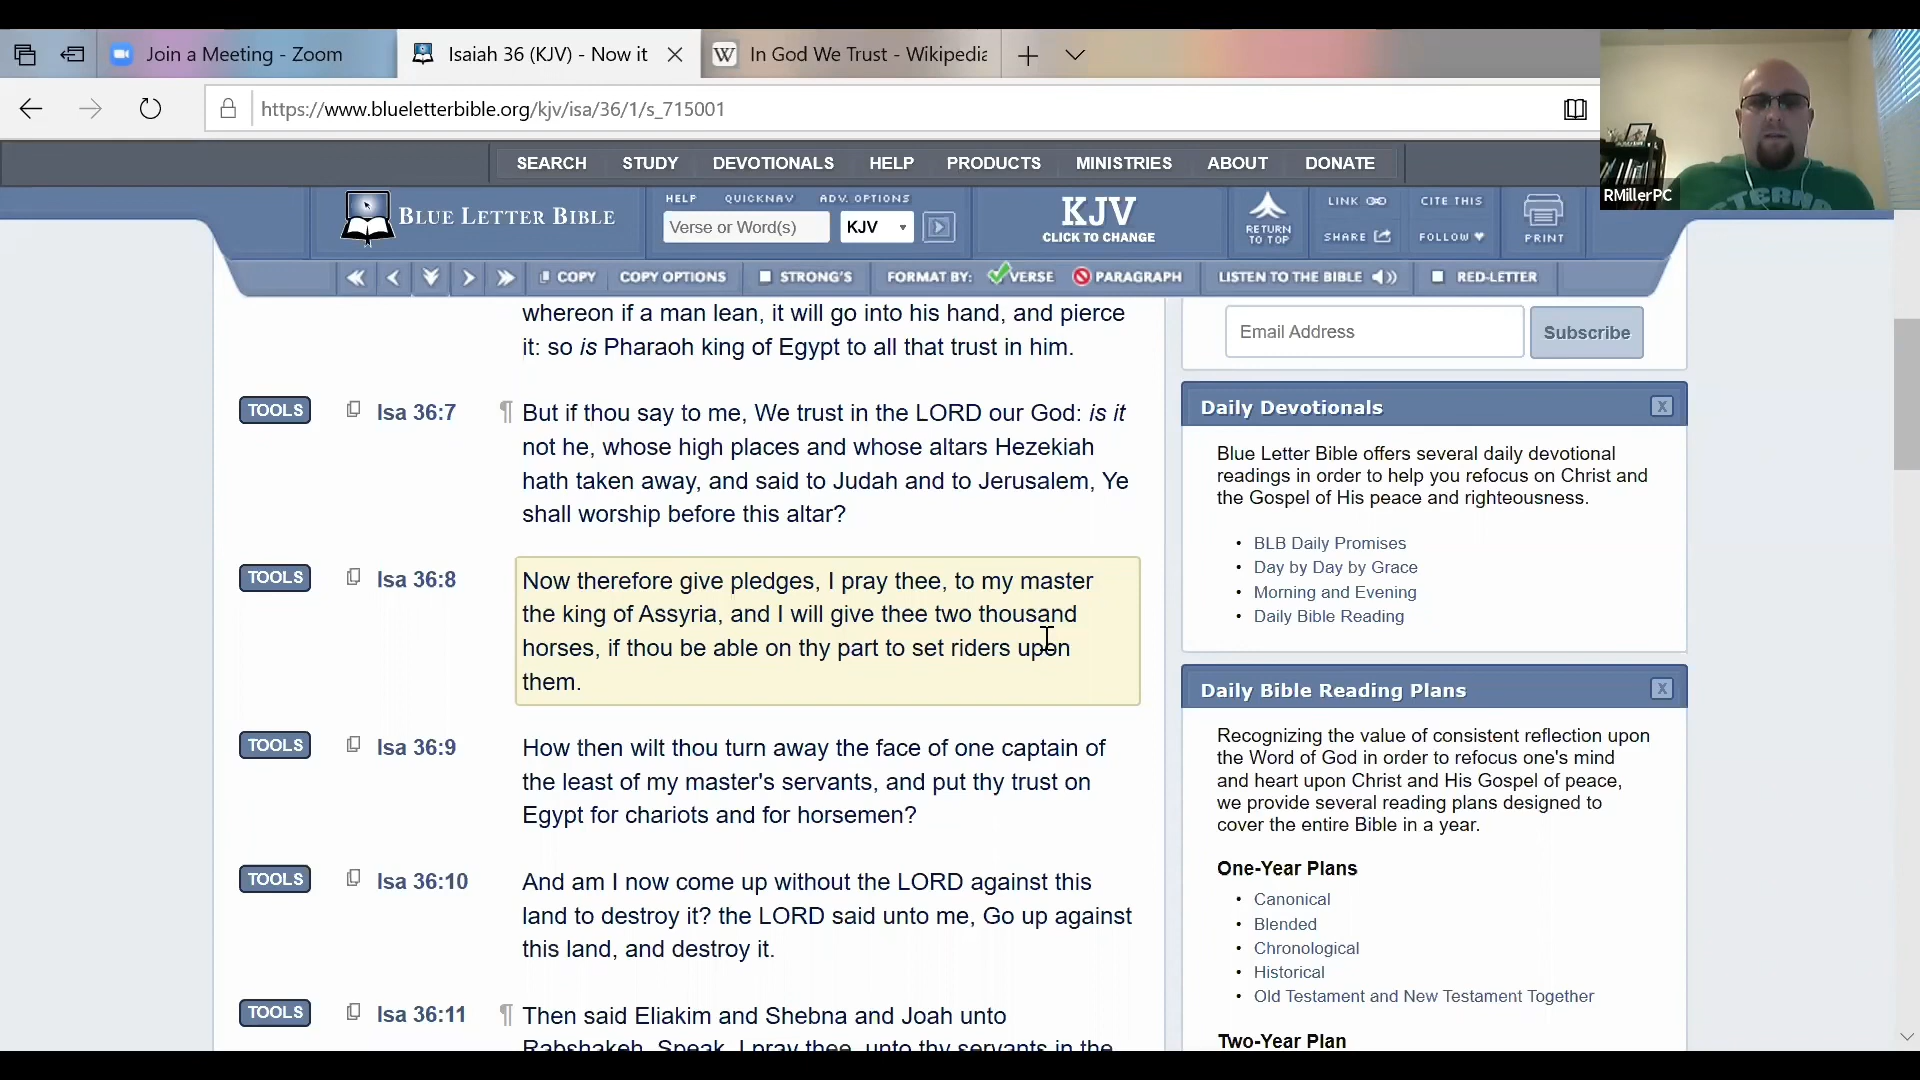 Join a Meeting - Zoom
Isaiah 36 (KJV) - Now it
In God We Trust - Wikipedia
https://www.blueletterbible.org/kjv/isa/36/1/s_715001
RMillerPC
SEARCH STUDY DEVOTIONALS HELP PRODUCTS MINISTRIES ABOUT DONATE
BLUE LETTER BIBLE
HELP QUICKNAV ADV. OPTIONS
Verse or Word(s) KJV
KJV
CLICK TO CHANGE
RETURN
TO TOP
LINK CITE THIS
SHARE FOLLOW
PRINT
COPY COPY OPTIONS STRONG'S FORMAT BY: VERSE PARAGRAPH LISTEN TO THE BIBLE RED-LETTER
whereon if a man lean, it will go into his hand, and pierce
it: so is Pharaoh king of Egypt to all that trust in him.
TOOLS Isa 36:7 ¶ But if thou say to me, We trust in the LORD our God: is it
not he, whose high places and whose altars Hezekiah
hath taken away, and said to Judah and to Jerusalem, Ye
shall worship before this altar?
TOOLS Isa 36:8 Now therefore give pledges, I pray thee, to my master
the king of Assyria, and I will give thee two thousand
horses, if thou be able on thy part to set riders upon
them.
TOOLS Isa 36:9 How then wilt thou turn away the face of one captain of
the least of my master's servants, and put thy trust on
Egypt for chariots and for horsemen?
TOOLS Isa 36:10 And am I now come up without the LORD against this
land to destroy it? the LORD said unto me, Go up against
this land, and destroy it.
TOOLS Isa 36:11 ¶ Then said Eliakim and Shebna and Joah unto
Rabshakeh, Speak, I pray thee, unto thy servants in the
Email Address Subscribe
Daily Devotionals X
Blue Letter Bible offers several daily devotional
readings in order to help you refocus on Christ and
the Gospel of His peace and righteousness.
• BLB Daily Promises
• Day by Day by Grace
• Morning and Evening
• Daily Bible Reading
Daily Bible Reading Plans X
Recognizing the value of consistent reflection upon
the Word of God in order to refocus one's mind
and heart upon Christ and His Gospel of peace,
we provide several reading plans designed to
cover the entire Bible in a year.
One-Year Plans
• Canonical
• Blended
• Chronological
• Historical
• Old Testament and New Testament Together
Two-Year Plan